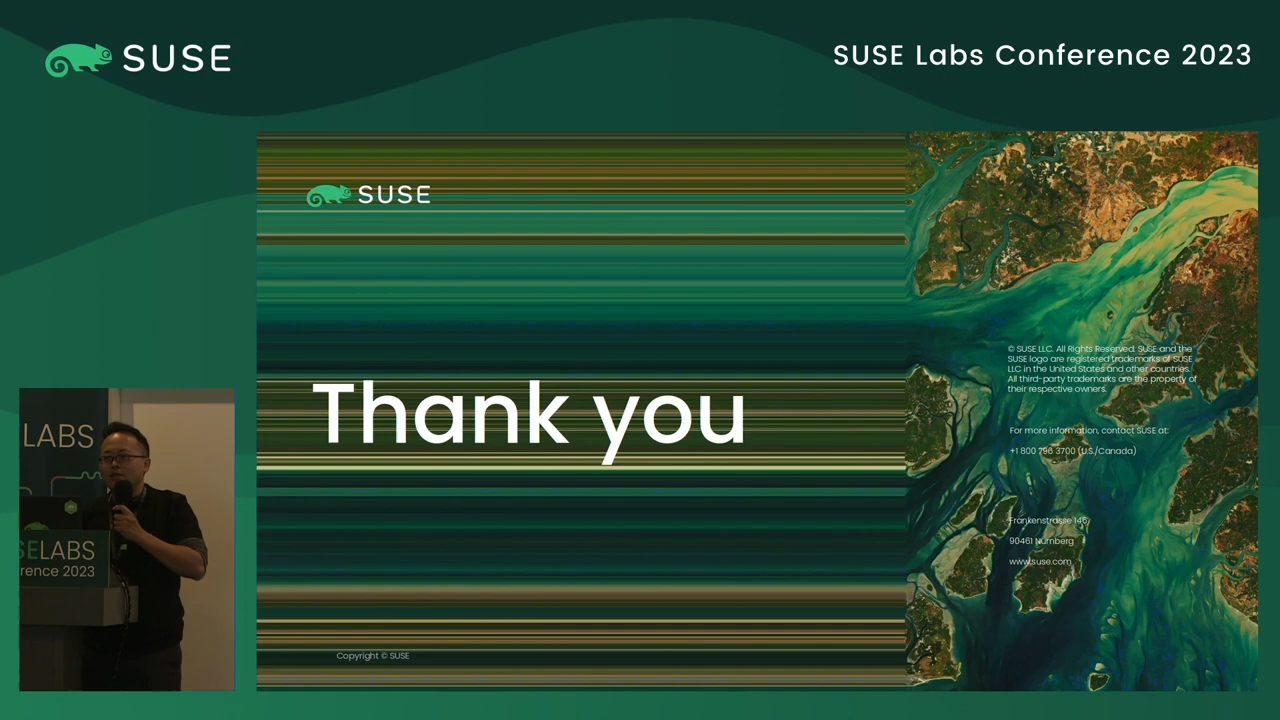 SUSE
SUSE Labs Conference 2023
SUSE
Thank you
© SUSE LLC. All Rights Reserved. SUSE and the
SUSE logo are registered trademarks of SUSE
LLC in the United States and other countries.
All third-party trademarks are the property of
their respective owners.
For more information, contact SUSE at:
+1 800 796 3700 (U.S./Canada)
Frankenstrasse 146
90461 Nürnberg
www.suse.com
Copyright © SUSE
LABS
SELABS
rence 2023